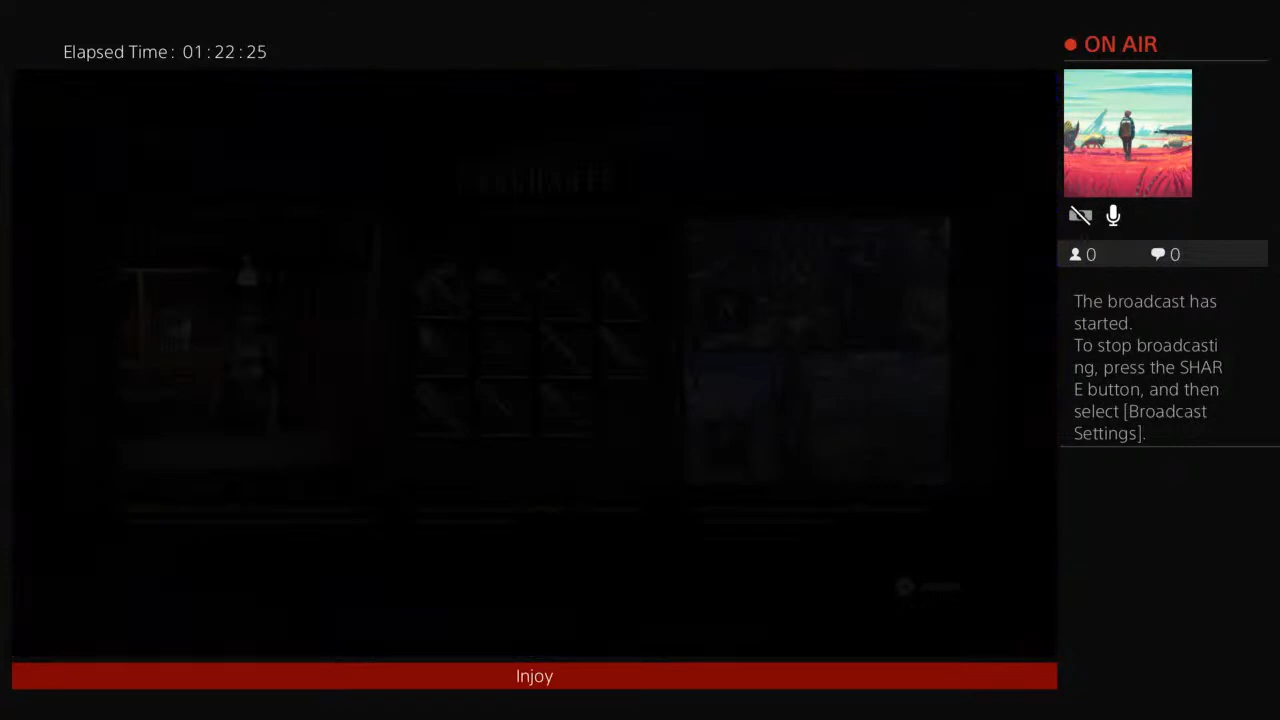 Elapsed Time: 01:22:25
ON AIR
0 0
The broadcast has
started.
To stop broadcasti
ng, press the SHAR
E button, and then
select [Broadcast
Settings].
Injoy